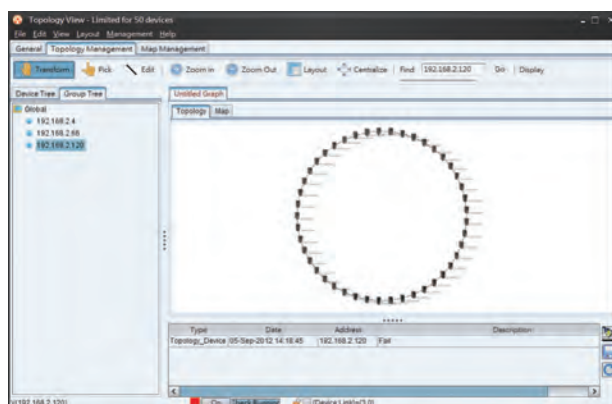 Topology View - Limited for 50 devices
File Edit View Layout Management Help
General Topology Management Map Management
Transform Pick Edit Zoom in Zoom Out Layout Centralize Find 192.168.2.120 Go Display
Device Tree Group Tree
Untitled Graph
Global
Topology Map
192.168.2.4
192.168.2.66
192.168.2.120
Type Date Address Description
Topology_Device 05-Sep-2012 14:18:45 192.168.2.120 Fail